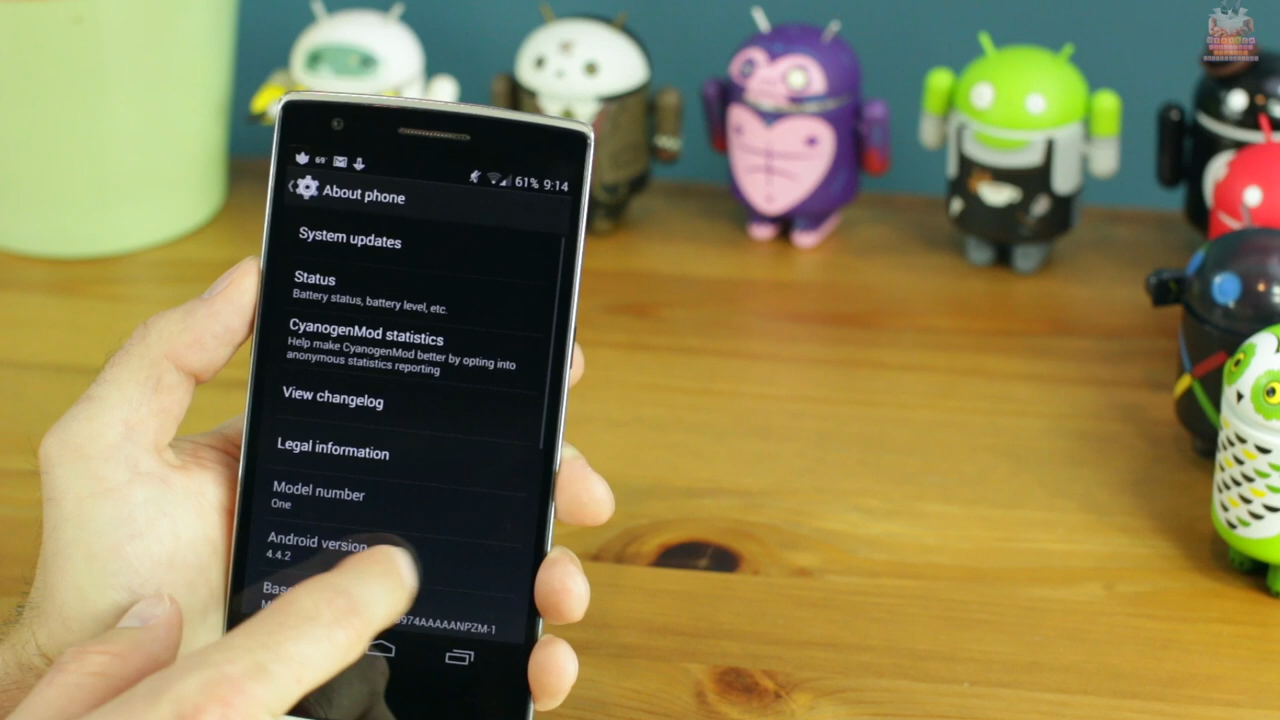 69°
61% 9:14
About phone
System updates
Status
Battery status, battery level, etc.
CyanogenMod statistics
Help make CyanogenMod better by opting into
anonymous statistics reporting
View changelog
Legal information
Model number
One
Android version
4.4.2
Bas
974AAAAANPZM-1